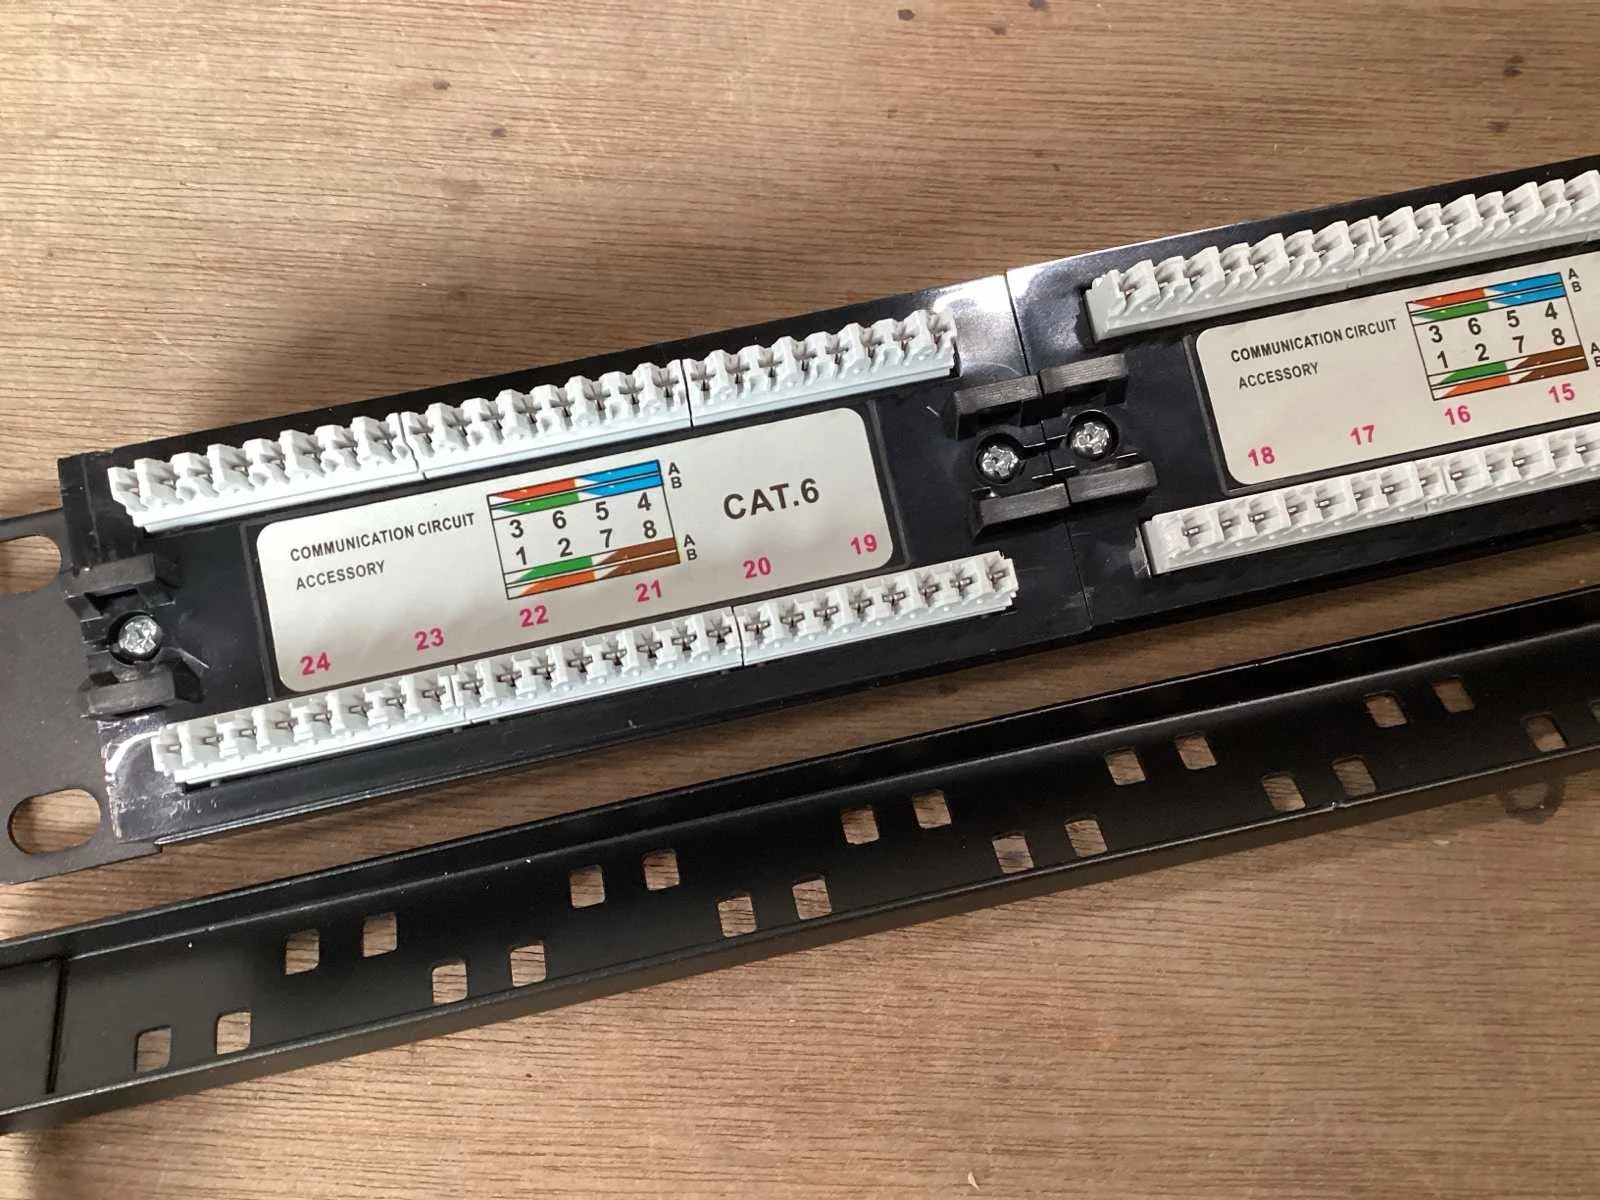 COMMUNICATION CIRCUIT
ACCESSORY
A
B
3 6 5 4
1 2 7 8
A
B
CAT.6
24 23 22 21 20 19
COMMUNICATION CIRCUIT
ACCESSORY
A
B
3 6 5 4
1 2 7 8
A
B
18 17 16 15